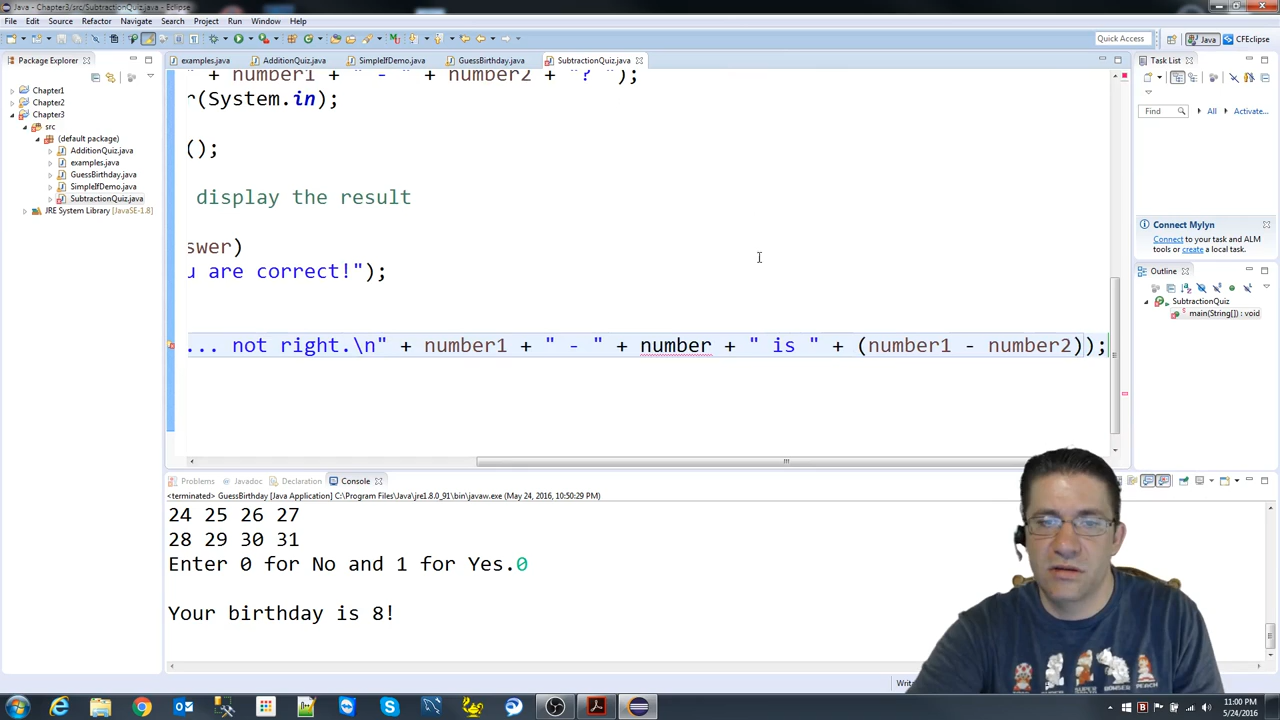 Java - Chapter3/src/SubtractionQuiz.java - Eclipse
File Edit Source Refactor Navigate Search Project Run Window Help
Quick Access
Java
CFEclipse
Package Explorer
examples.java
AdditionQuiz.java
SimpleIfDemo.java
GuessBirthday.java
SubtractionQuiz.java
Task List
Chapter1
Chapter2
Chapter3
src
(default package)
AdditionQuiz.java
examples.java
GuessBirthday.java
SimpleIfDemo.java
SubtractionQuiz.java
JRE System Library [JavaSE-1.8]
" + number1 + " - " + number2 + "? ");
r(System.in);
();
display the result
swer)
u are correct!");
... not right.\n" + number1 + " - " + number + " is " + (number1 - number2));
Find
All
Activate...
Connect Mylyn
Connect to your task and ALM
tools or create a local task.
Outline
SubtractionQuiz
main(String[]) : void
Problems
Javadoc
Declaration
Console
<terminated> GuessBirthday [Java Application] C:\Program Files\Java\jre1.8.0_91\bin\javaw.exe (May 24, 2016, 10:50:29 PM)
24 25 26 27
28 29 30 31
Enter 0 for No and 1 for Yes.0
Your birthday is 8!
11:00 PM
5/24/2016